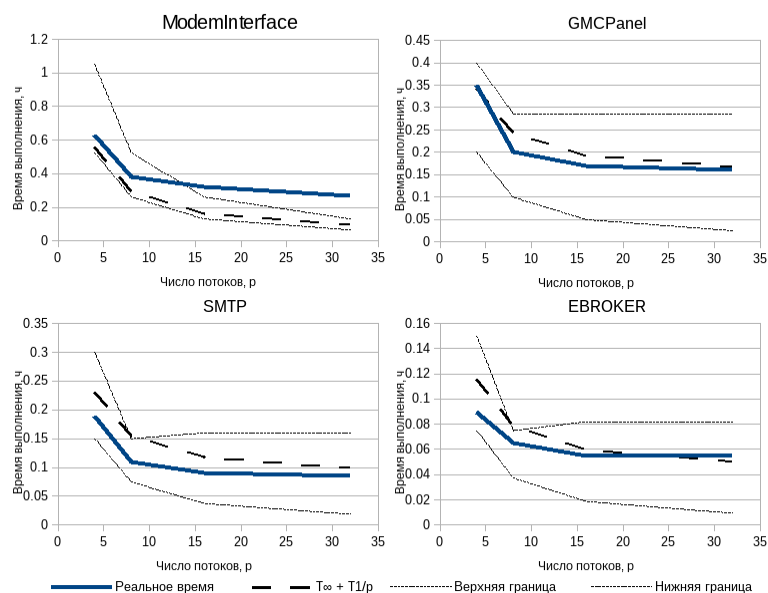 ModemInterface
Время выполнения, ч
1.2
1
0.8
0.6
0.4
0.2
0
0 5 10 15 20 25 30 35
Число потоков, p
GMCPanel
Время выполнения, ч
0.45
0.4
0.35
0.3
0.25
0.2
0.15
0.1
0.05
0
0 5 10 15 20 25 30 35
Число потоков, p
SMTP
Время выполнения, ч
0.35
0.3
0.25
0.2
0.15
0.1
0.05
0
0 5 10 15 20 25 30 35
Число потоков, p
EBROKER
Время выполнения, ч
0.16
0.14
0.12
0.1
0.08
0.06
0.04
0.02
0
0 5 10 15 20 25 30 35
Число потоков, p
Реальное время T∞ + T1/p Верхняя граница Нижняя граница